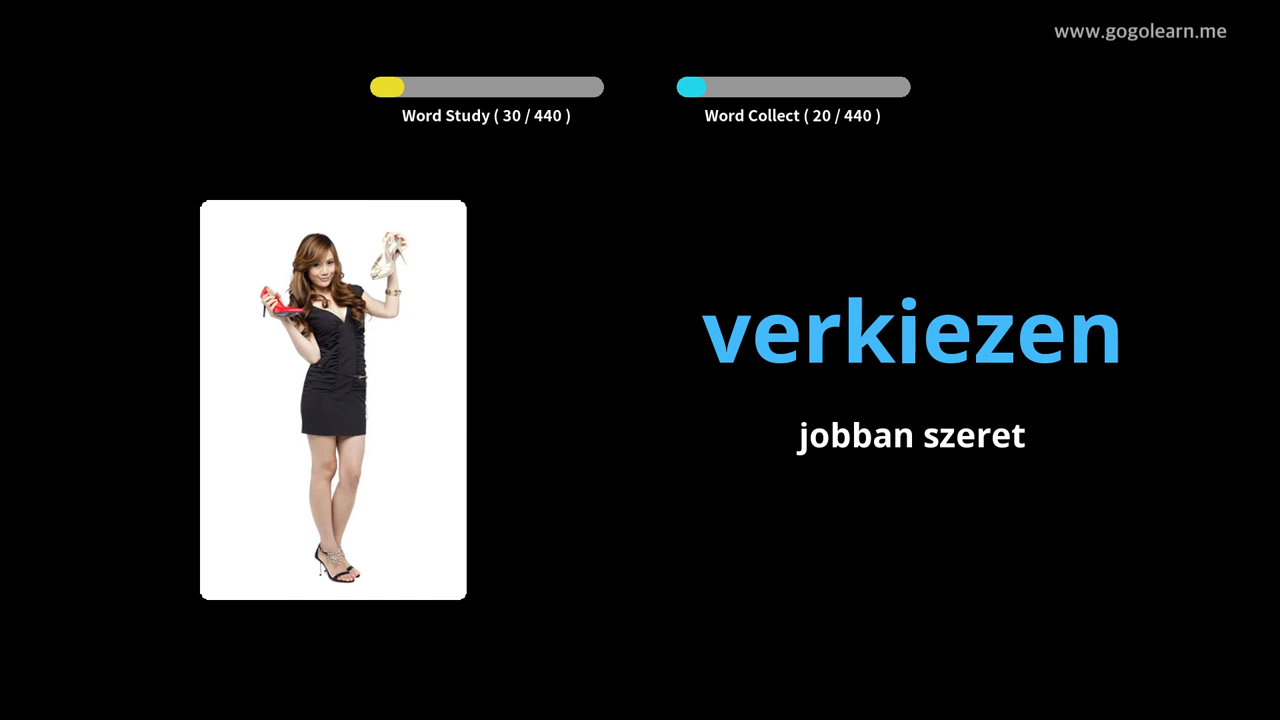 www.gogolearn.me
Word Study ( 30 / 440 )
Word Collect ( 20 / 440 )
verkiezen
jobban szeret